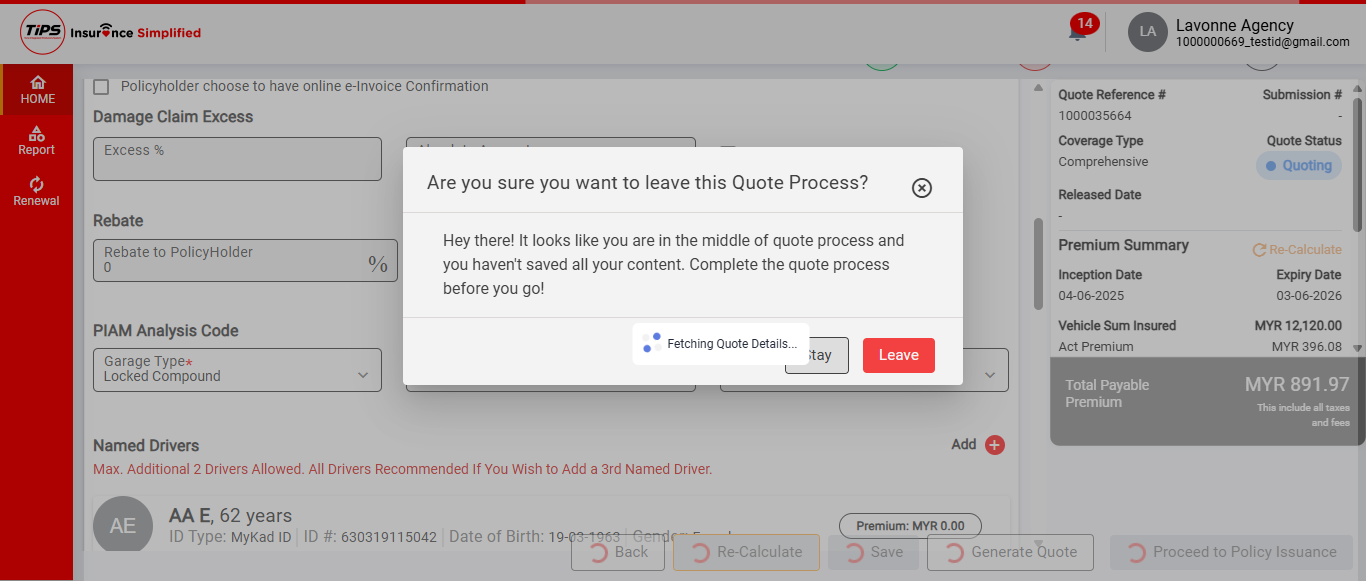 TiPS Insurance Simplified
14
LA
Lavonne Agency
1000000669_testid@gmail.com
HOME
Report
Renewal
Policyholder choose to have online e-Invoice Confirmation
Damage Claim Excess
Excess %
Rebate
Rebate to PolicyHolder
0
%
PIAM Analysis Code
Garage Type*
Locked Compound
Are you sure you want to leave this Quote Process?
Hey there! It looks like you are in the middle of quote process and
you haven't saved all your content. Complete the quote process
before you go!
Fetching Quote Details...
Stay
Leave
Named Drivers
Add
Max. Additional 2 Drivers Allowed. All Drivers Recommended If You Wish to Add a 3rd Named Driver.
AE
AA E, 62 years
ID Type: MyKad ID
ID #: 630319115042
Date of Birth: 19-03-1963
Gender:
Premium: MYR 0.00
Back
Re-Calculate
Save
Generate Quote
Proceed to Policy Issuance
Quote Reference #
Submission #
1000035664
-
Coverage Type
Quote Status
Comprehensive
Quoting
Released Date
-
Premium Summary
Re-Calculate
Inception Date
Expiry Date
04-06-2025
03-06-2026
Vehicle Sum Insured
MYR 12,120.00
Act Premium
MYR 396.08
Total Payable
Premium
MYR 891.97
This include all taxes
and fees